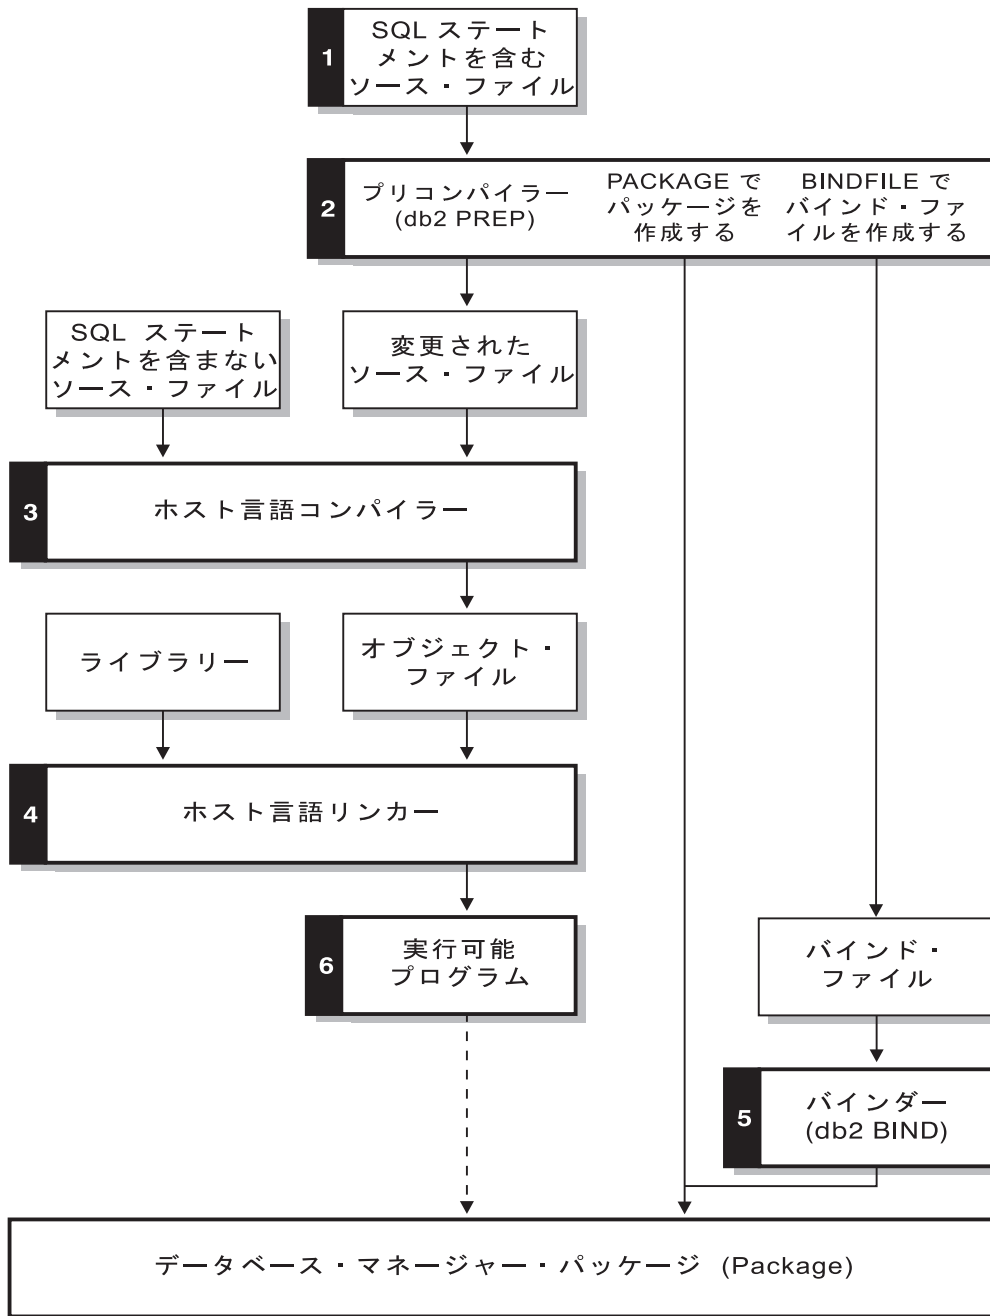 1
SQL ステート
メントを含む
ソース・ファイル
2
プリコンパイラー
(db2 PREP)
PACKAGE で
パッケージを
作成する
BINDFILE で
バインド・ファ
イルを作成する
SQL ステート
メントを含まない
ソース・ファイル
変更された
ソース・ファイル
3
ホスト言語コンパイラー
ライブラリー
オブジェクト・
ファイル
4
ホスト言語リンカー
6
実行可能
プログラム
バインド・
ファイル
5
バインダー
(db2 BIND)
データベース・マネージャー・パッケージ (Package)